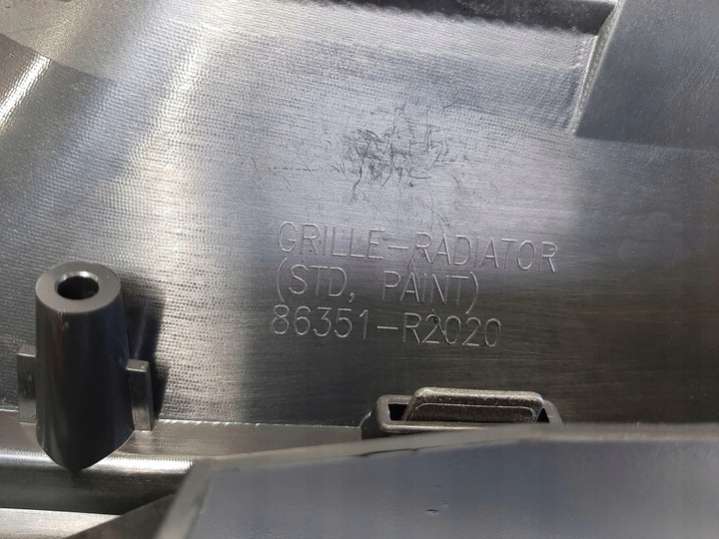 GRILLE-RADIATOR
(STD, PAINT)
86351-R2020